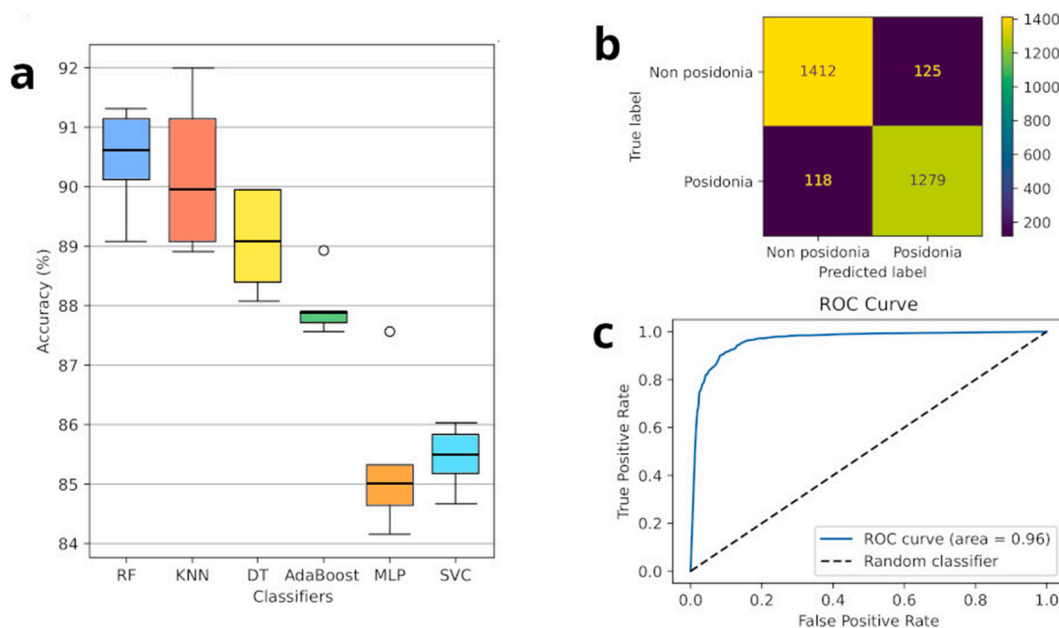 a
92
91
90
89
88
87
86
85
84
Accuracy (%)
RF KNN DT AdaBoost MLP SVC
Classifiers
b
True label
Non posidonia
Posidonia
1412 125
118 1279
Non posidonia Posidonia
Predicted label
1400
1200
1000
800
600
400
200
c
ROC Curve
True Positive Rate
1.0
0.8
0.6
0.4
0.2
0.0
ROC curve (area = 0.96)
Random classifier
0.0 0.2 0.4 0.6 0.8 1.0
False Positive Rate